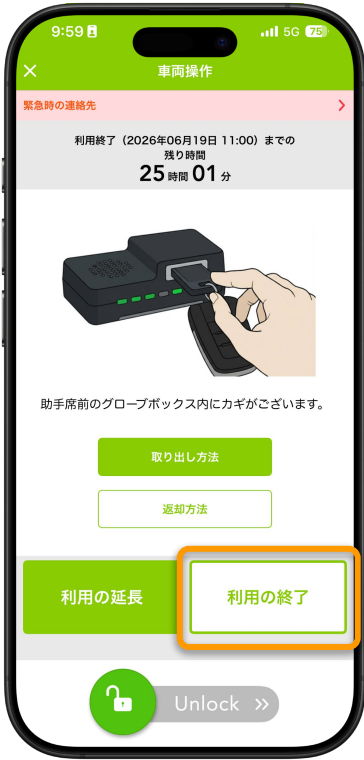 9:59
5G 75
車両操作
緊急時の連絡先
利用終了（2026年06月19日 11:00）までの
残り時間
25 時間 01 分
助手席前のグローブボックス内にカギがございます。
取り出し方法
返却方法
利用の延長
利用の終了
Unlock